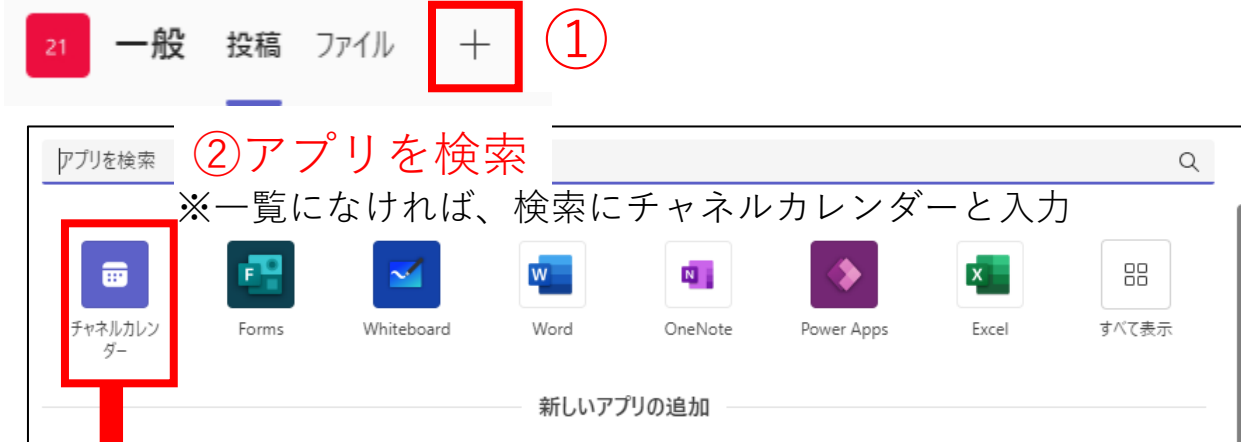 21 一般 投稿 ファイル ＋ ①
アプリを検索 ②アプリを検索
※一覧になければ、検索にチャネルカレンダーと入力
チャネルカレン
ダー
Forms
Whiteboard
Word
OneNote
Power Apps
Excel
すべて表示
新しいアプリの追加